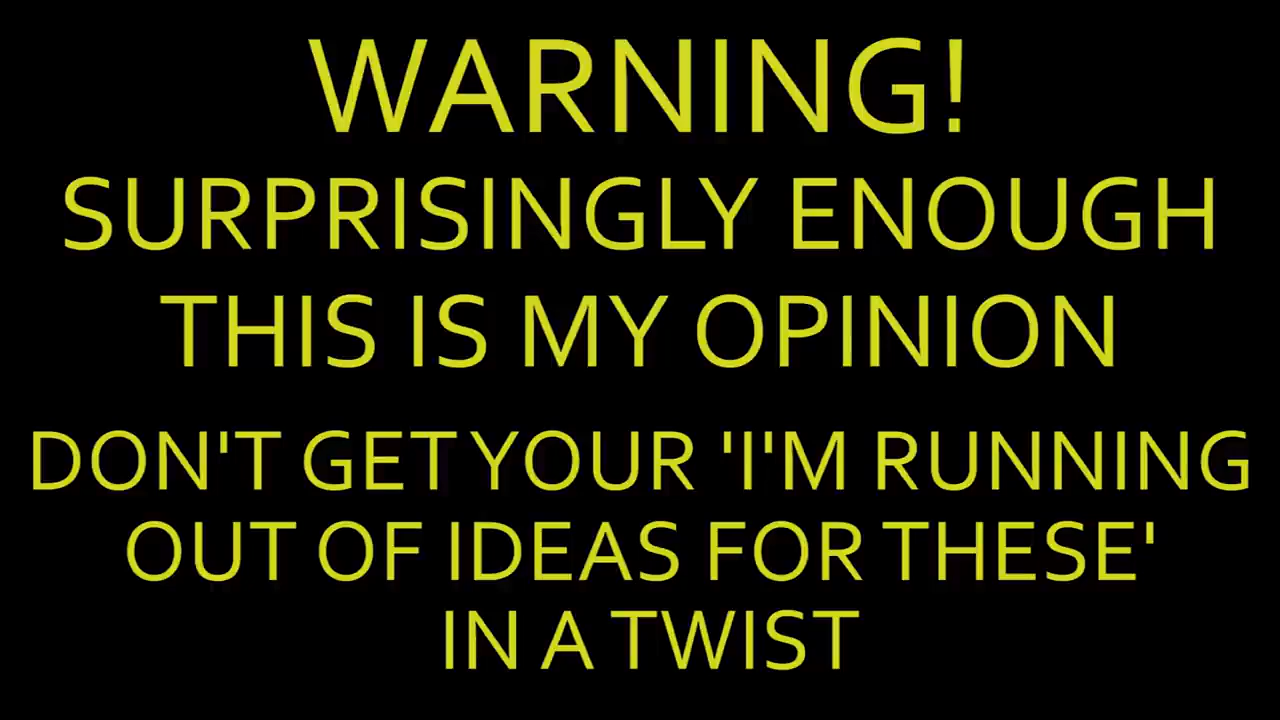 WARNING!
SURPRISINGLY ENOUGH
THIS IS MY OPINION
DON'T GET YOUR 'I'M RUNNING
OUT OF IDEAS FOR THESE'
IN A TWIST